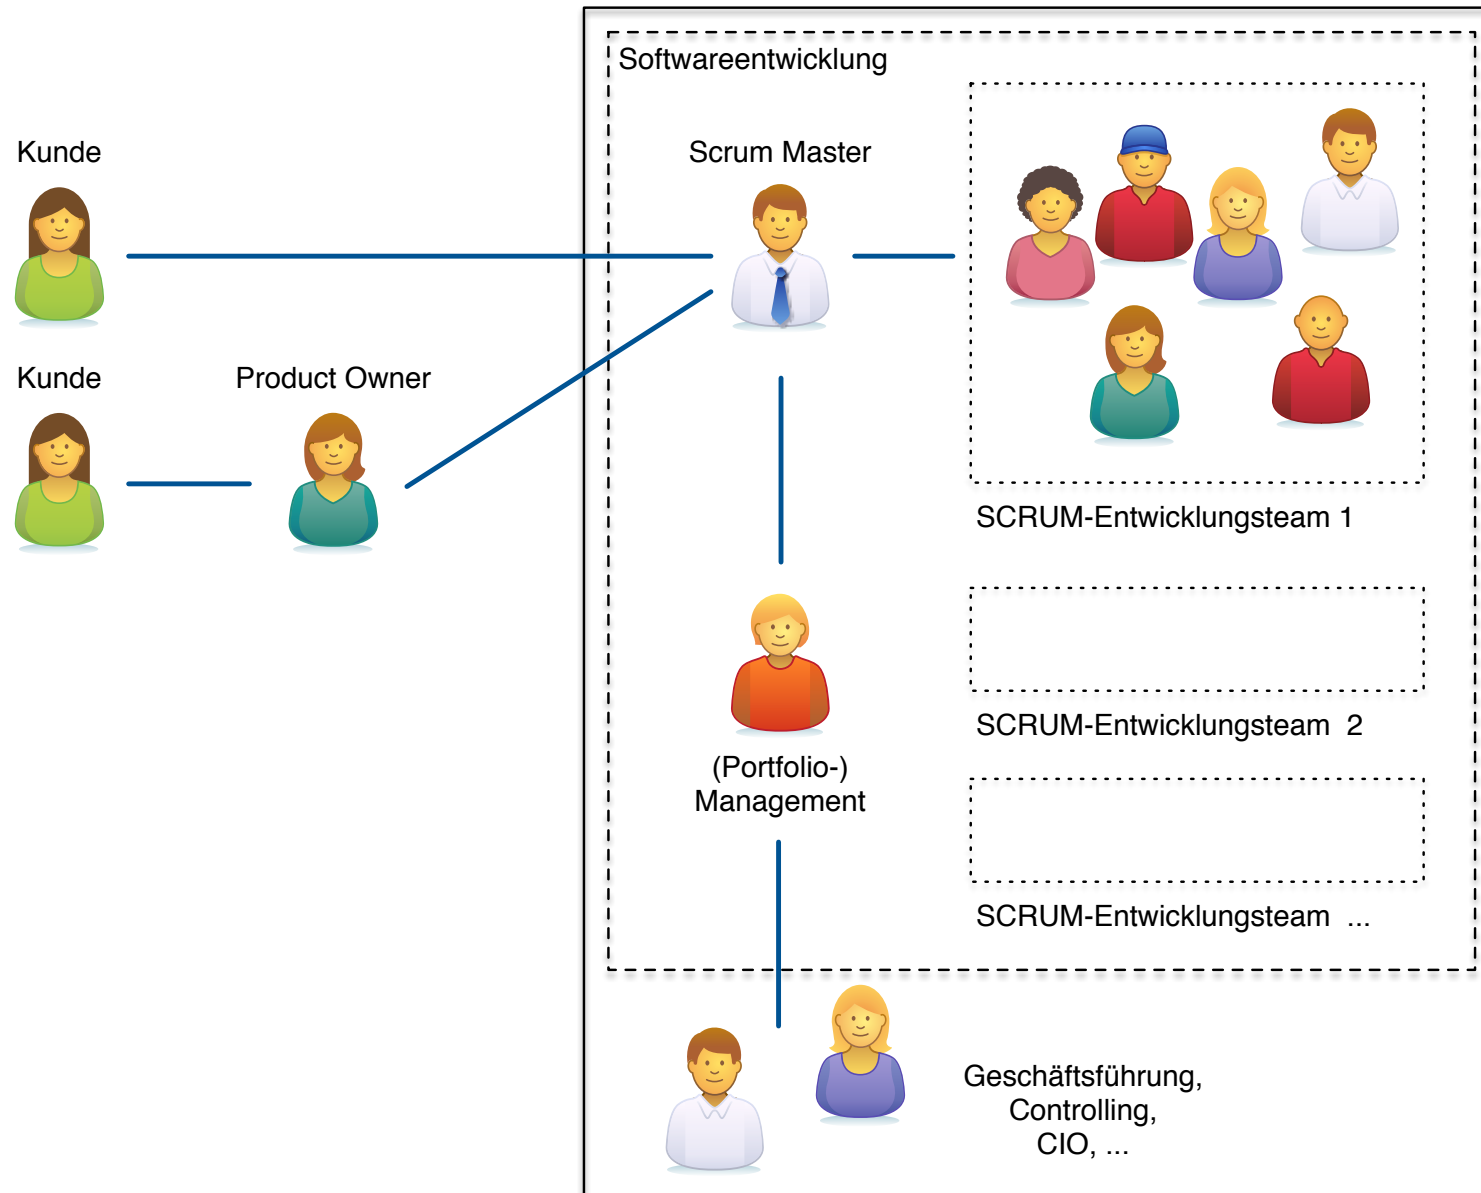 Softwareentwicklung
Kunde
Scrum Master
Kunde
Product Owner
SCRUM-Entwicklungsteam 1
SCRUM-Entwicklungsteam 2
(Portfolio-)
Management
SCRUM-Entwicklungsteam ...
Geschäftsführung,
Controlling,
CIO, ...